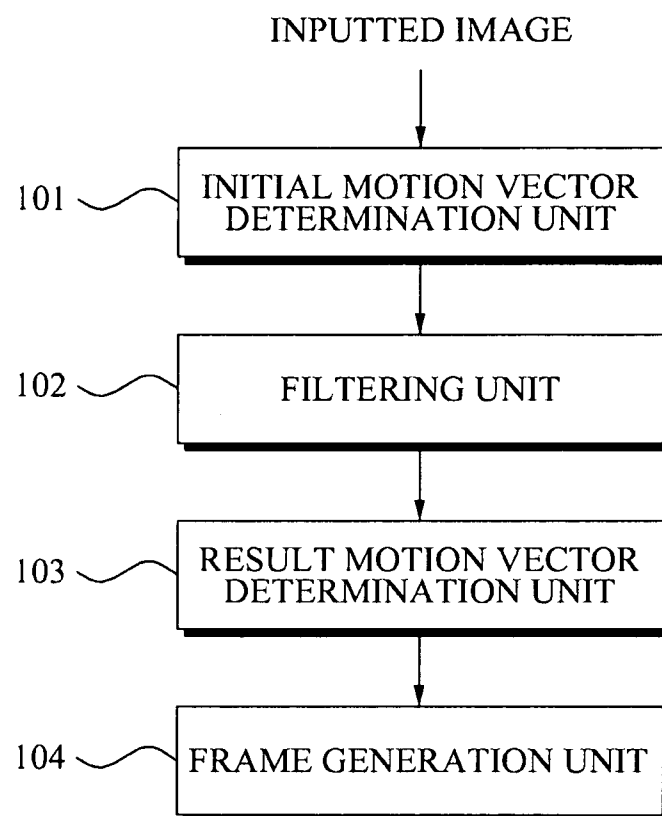 INPUTTED IMAGE
101
INITIAL MOTION VECTOR
DETERMINATION UNIT
102
FILTERING UNIT
103
RESULT MOTION VECTOR
DETERMINATION UNIT
104
FRAME GENERATION UNIT